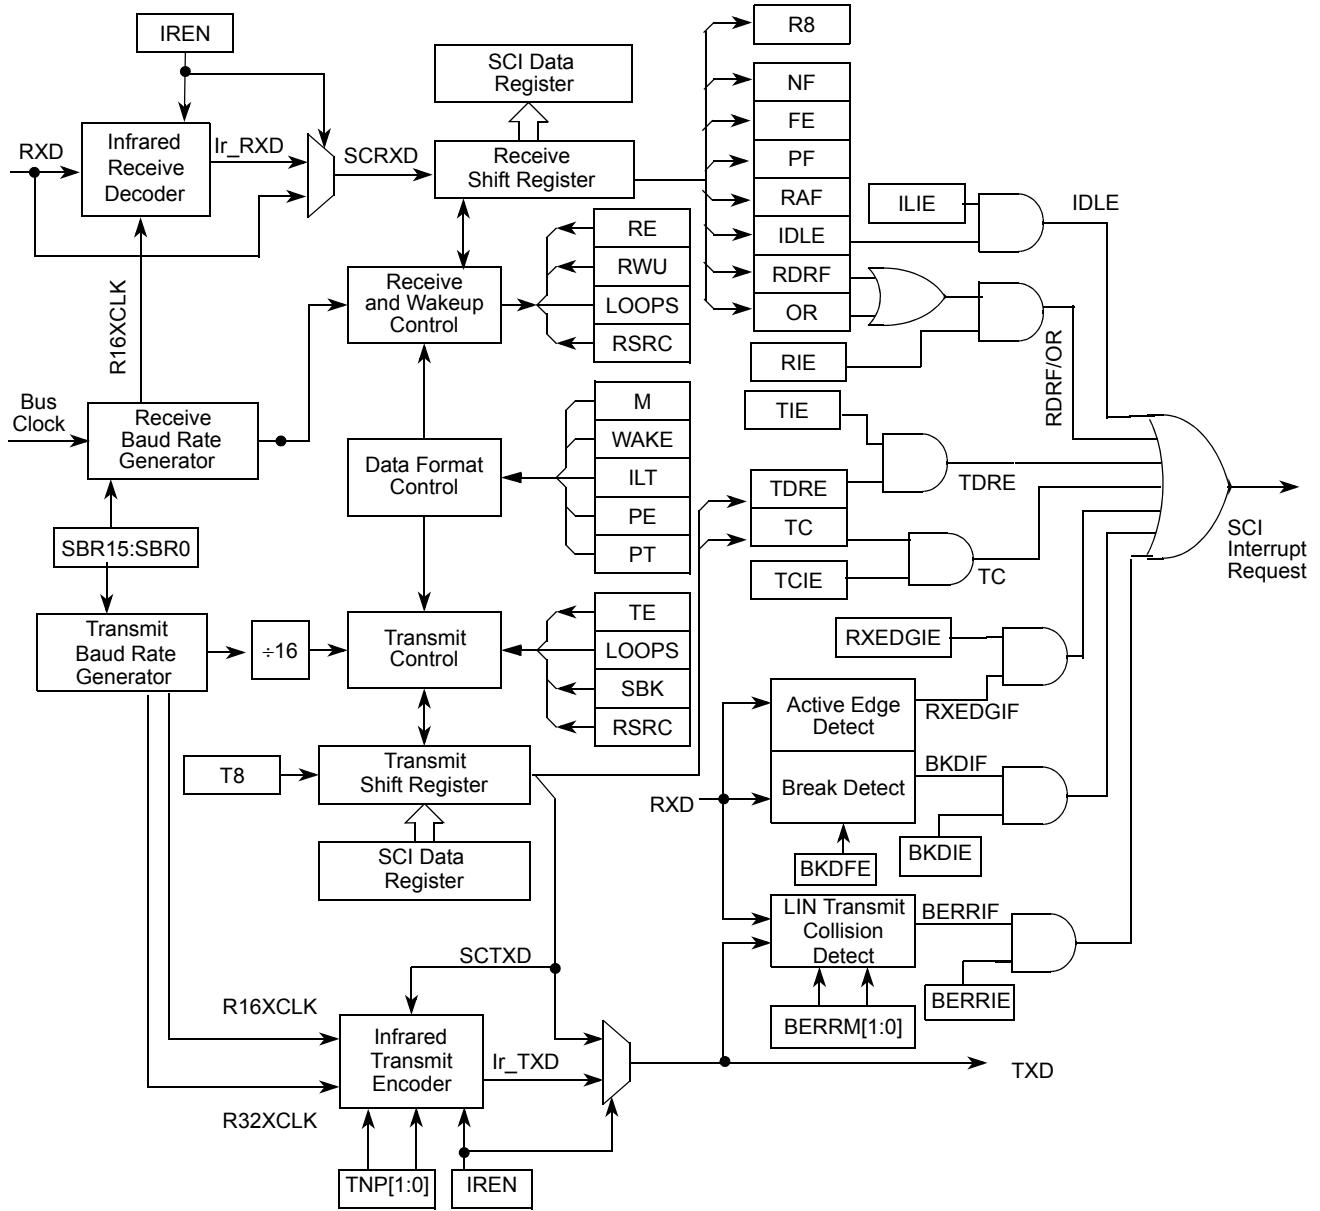 IREN
SCI Data
Register
R8
NF
FE
PF
RAF
IDLE
RDRF
OR
RXD
Infrared
Receive
Decoder
Ir_RXD
SCRXD
Receive
Shift Register
ILIE
IDLE
RE
RWU
LOOPS
RSRC
Receive
and Wakeup
Control
R16XCLK
RIE
RDRF/OR
Bus
Clock
Receive
Baud Rate
Generator
M
WAKE
ILT
PE
PT
Data Format
Control
TIE
TDRE
TC
TDRE
TCIE
TC
SCI
Interrupt
Request
SBR15:SBR0
Transmit
Baud Rate
Generator
÷16
Transmit
Control
TE
LOOPS
SBK
RSRC
RXEDGIE
Active Edge
Detect
RXEDGIF
Break Detect
BKDIF
RXD
BKDFE
BKDIE
T8
Transmit
Shift Register
SCI Data
Register
LIN Transmit
Collision
Detect
BERRIF
BERRIE
BERRM[1:0]
SCTXD
R16XCLK
Infrared
Transmit
Encoder
Ir_TXD
R32XCLK
TXD
TNP[1:0]
IREN